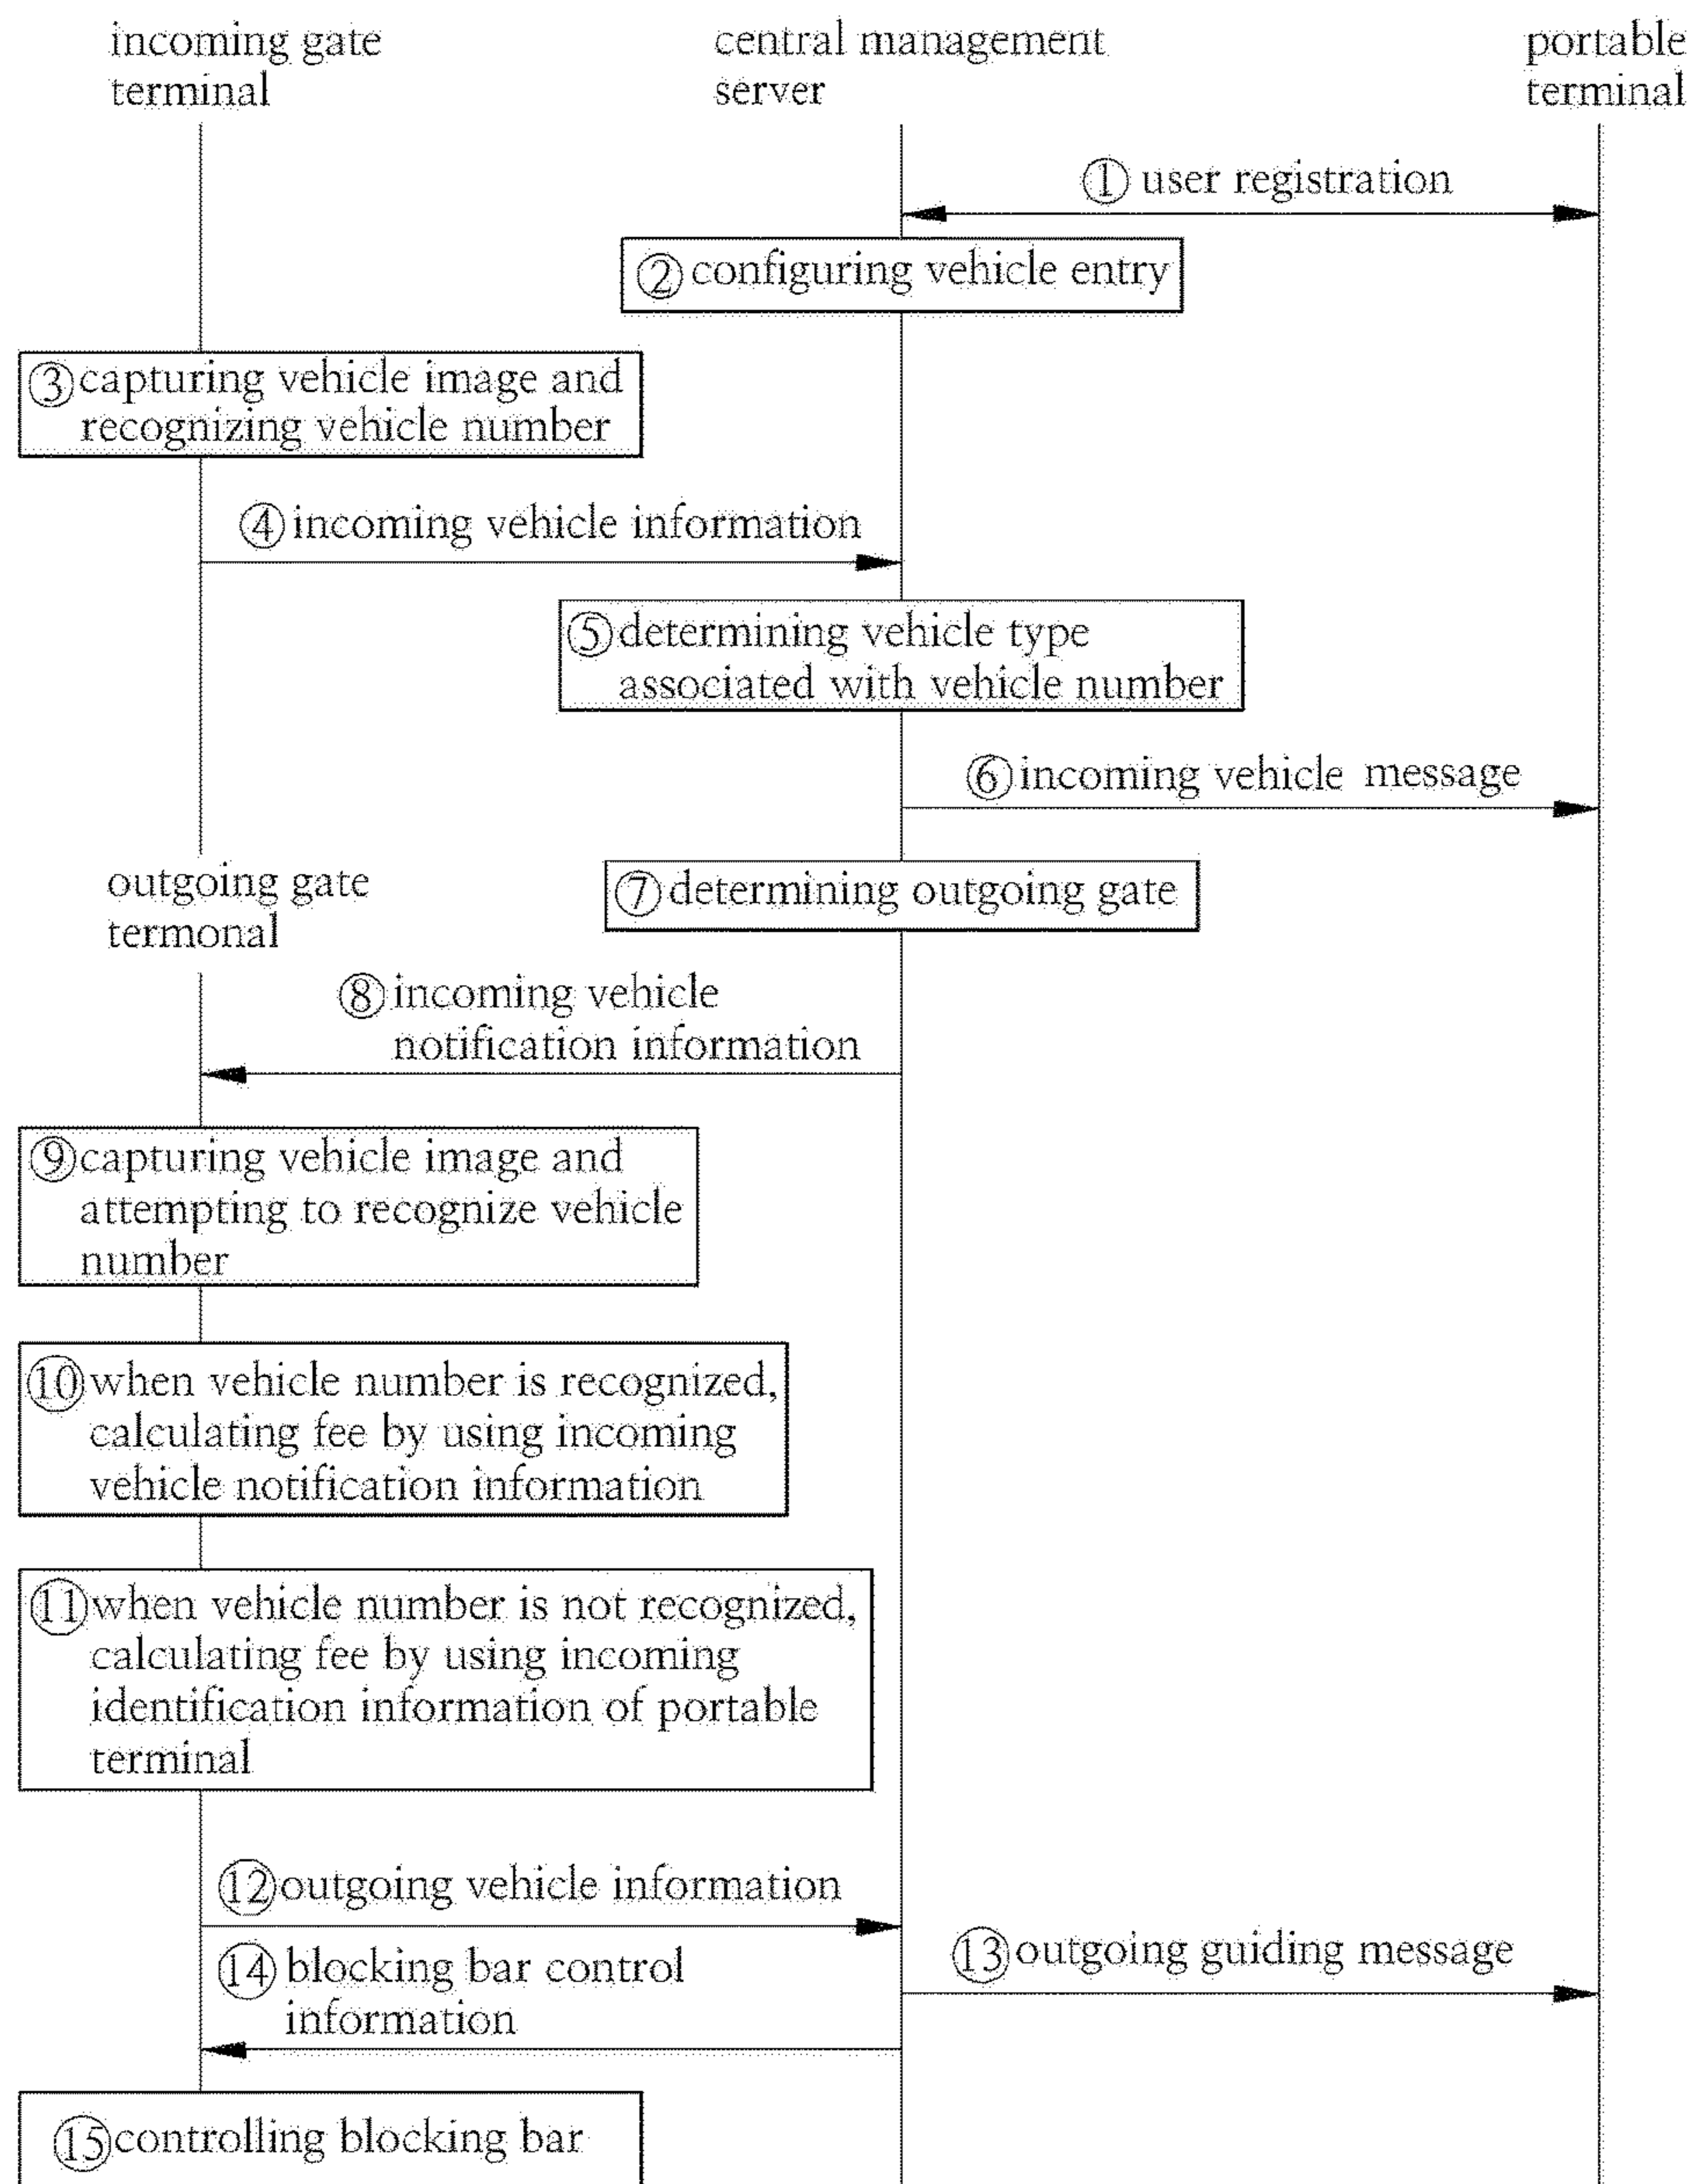 incoming gate
terminal
central management
server
portable
terminal
① user registration
② configuring vehicle entry
③ capturing vehicle image and
recognizing vehicle number
④ incoming vehicle information
⑤ determining vehicle type
associated with vehicle number
⑥ incoming vehicle message
outgoing gate
termonal
⑦ determining outgoing gate
⑧ incoming vehicle
notification information
⑨ capturing vehicle image and
attempting to recognize vehicle
number
⑩ when vehicle number is recognized,
calculating fee by using incoming
vehicle notification information
⑪ when vehicle number is not recognized,
calculating fee by using incoming
identification information of portable
terminal
⑫ outgoing vehicle information
⑬ outgoing guiding message
⑭ blocking bar control
information
⑮ controlling blocking bar